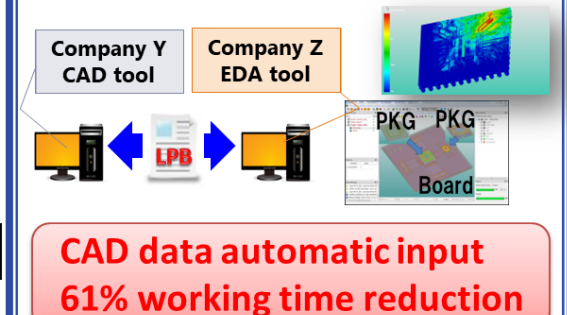 Company Y
CAD tool
Company Z
EDA tool
LPB
PKG PKG
Board
CAD data automatic input
61% working time reduction